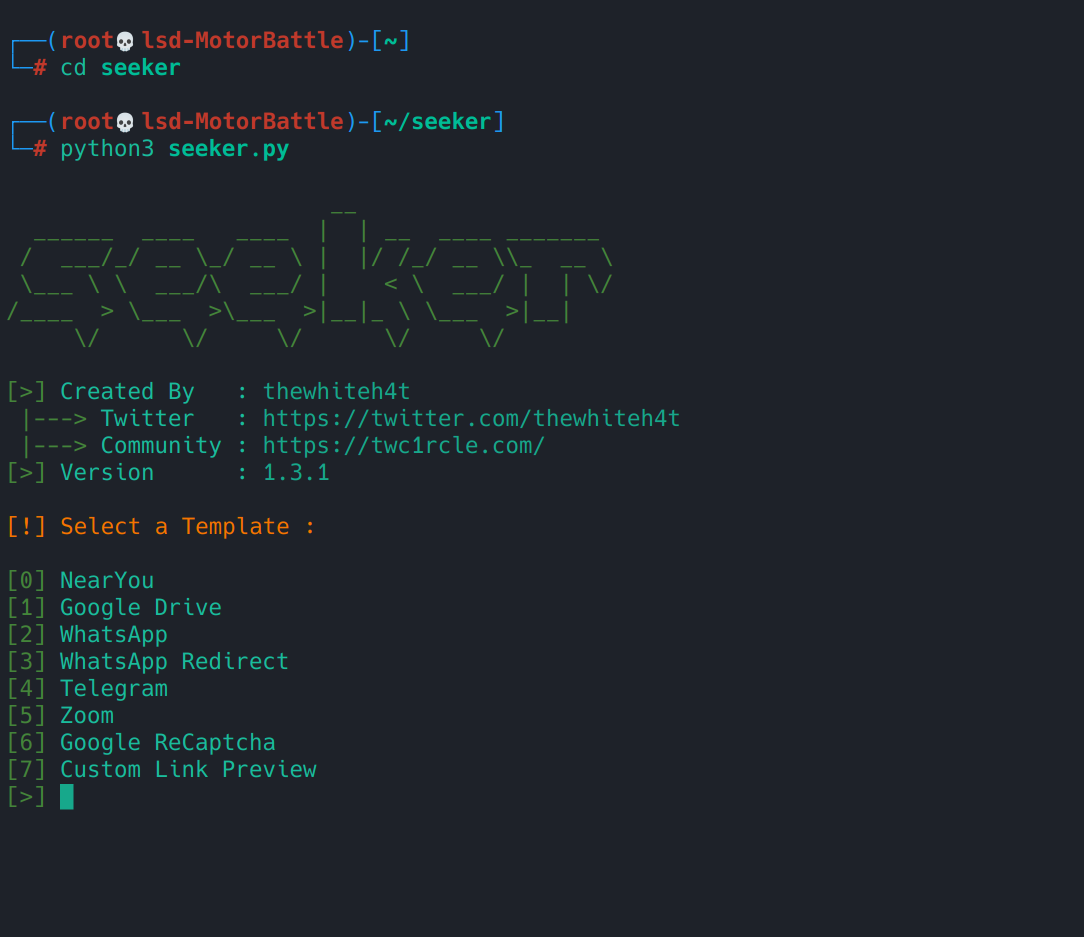 ┌──(root💀lsd-MotorBattle)-[~]
└─# cd seeker
┌──(root💀lsd-MotorBattle)-[~/seeker]
└─# python3 seeker.py
seeker
[>] Created By   : thewhiteh4t
 |---> Twitter   : https://twitter.com/thewhiteh4t
 |---> Community : https://twc1rcle.com/
[>] Version      : 1.3.1
[!] Select a Template :
[0] NearYou
[1] Google Drive
[2] WhatsApp
[3] WhatsApp Redirect
[4] Telegram
[5] Zoom
[6] Google ReCaptcha
[7] Custom Link Preview
[>]